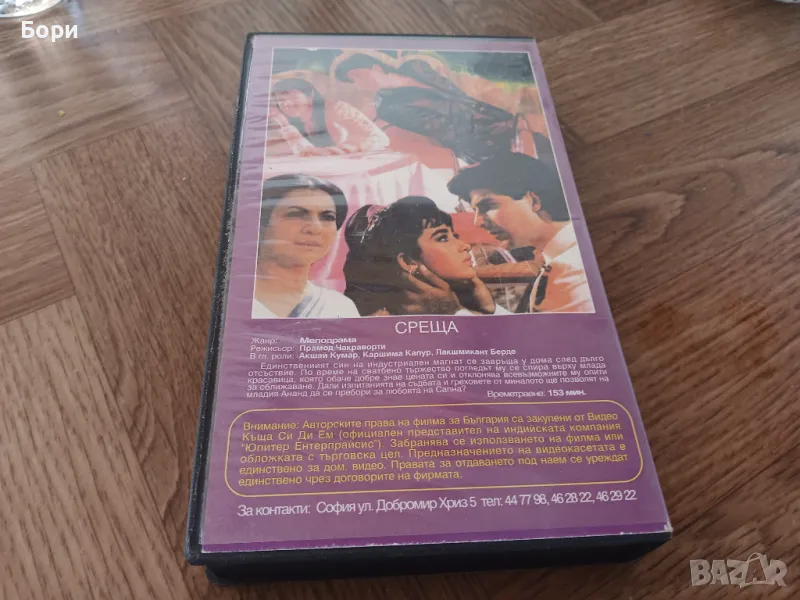 Бори
СРЕЩА
Жанр: Мелодрама
Режисьор: Прамод Чакраворти
В гл. роли: Акшай Кумар, Каришма Капур, Лакшмикант Берде
Единственият син на индустриален магнат се завръща у дома след дълго
отсъствие. По време на сватбено тържество погледът му се спира върху млада
красавица, която обаче добре знае цената си и отклонява всевъзможните му опити
за сближаване. Дали изпитанията на съдбата и греховете от миналото ще позволят на
младия Ананд да се пребори за любовта на Сапна?
Времетраене: 153 мин.
Внимание: Авторските права на филма за България са закупени от Видео
Къща Си Ди Ем (официален представител на индийската компания
"Юпитер Ентерпрайсис"). Забранява се използването на филма или
обложката с търговска цел. Предназначението на видеокасетата е
единствено за дом. видео. Правата за отдаването под наем се уреждат
единствено чрез договорите на фирмата.
За контакти: София ул. Добромир Хриз 5 тел: 44 77 98, 46 28 22, 46 29 22
BAZAR